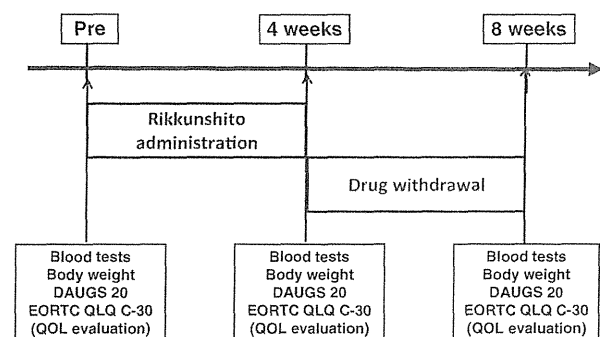 Pre
4 weeks
8 weeks
Rikkunshito
administration
Drug withdrawal
Blood tests
Body weight
DAUGS 20
EORTC QLQ C-30
(QOL evaluation)
Blood tests
Body weight
DAUGS 20
EORTC QLQ C-30
(QOL evaluation)
Blood tests
Body weight
DAUGS 20
EORTC QLQ C-30
(QOL evaluation)